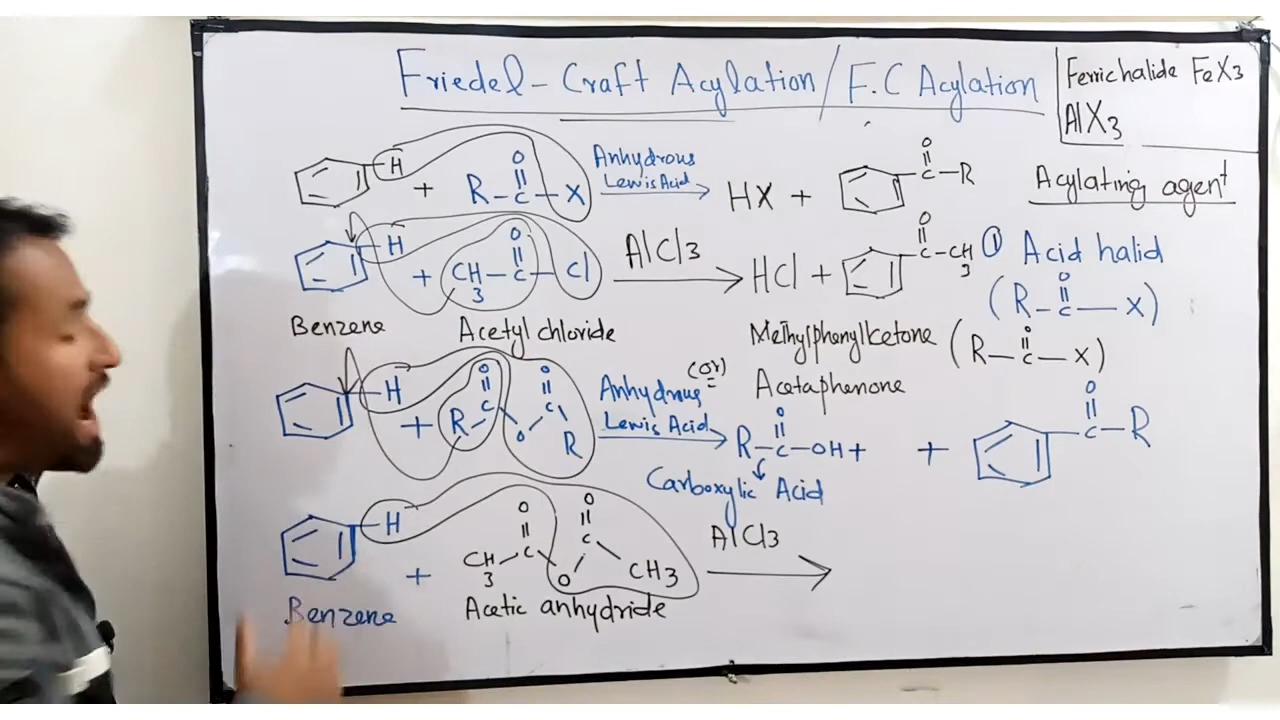 Friedel-Craft Acylation/F.C Acylation
Ferrichalide FeX3
AlX3
H + R-C-X
O
Anhydrous
Lewis Acid
HX + C-R
O
Acylating agent
H + CH3-C-Cl
O
AlCl3
HCl + C-CH3
O
① Acid halid
(R-C-X)
O
Benzene
Acetyl chloride
Methylphenylketone
(or)
Acetaphenone
(R-C-X)
O
H + R-C
O
O
C
O
R
Anhydrous
Lewis Acid
R-C-OH+
O
+
C-R
O
Carboxylic Acid
H + CH3-C
O
O
C
O
CH3
AlCl3
Benzene
Acetic anhydride